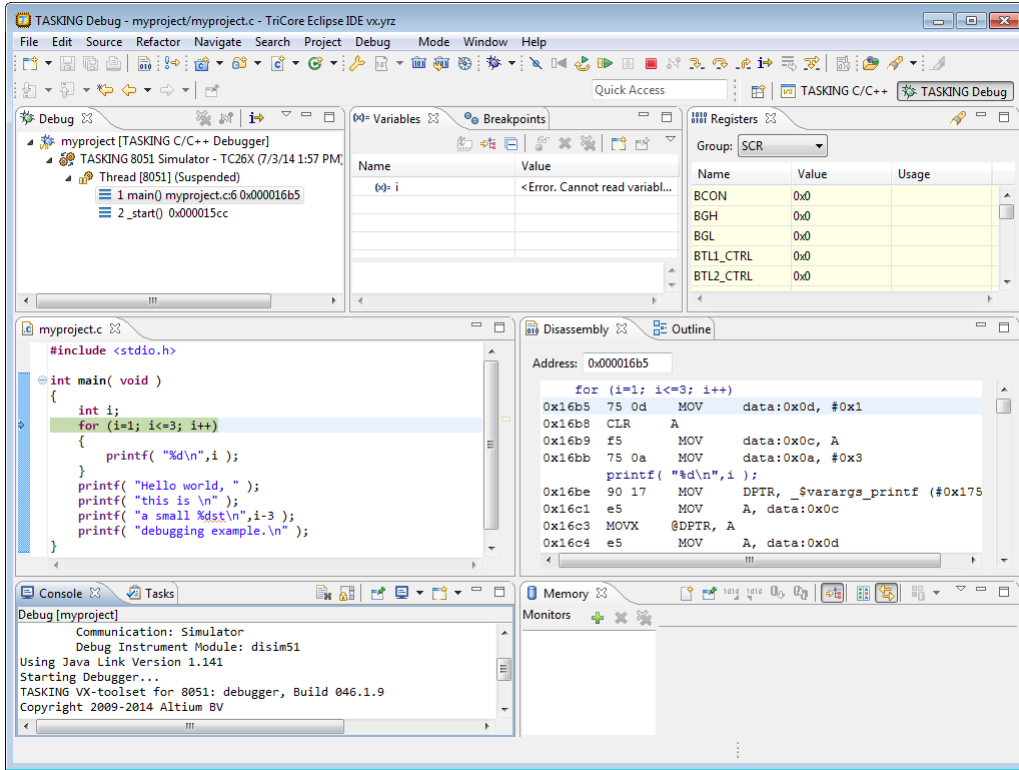 TASKING Debug - myproject/myproject.c - TriCore Eclipse IDE vx.yrz
File Edit Source Refactor Navigate Search Project Debug Mode Window Help
Quick Access
TASKING C/C++
TASKING Debug
Debug
myproject [TASKING C/C++ Debugger]
TASKING 8051 Simulator - TC26X (7/3/14 1:57 PM)
Thread [8051] (Suspended)
1 main() myproject.c:6 0x000016b5
2 _start() 0x000015cc
(x)= Variables
Breakpoints
Name Value
(x)= i <Error. Cannot read variabl...
1010 Registers
Group: SCR
Name Value Usage
BCON 0x0
BGH 0x0
BGL 0x0
BTL1_CTRL 0x0
BTL2_CTRL 0x0
myproject.c
#include <stdio.h>
int main( void )
{
int i;
for (i=1; i<=3; i++)
{
printf( "%d\n",i );
}
printf( "Hello world, " );
printf( "this is \n" );
printf( "a small %dst\n",i-3 );
printf( "debugging example.\n" );
}
Disassembly
Outline
Address: 0x000016b5
for (i=1; i<=3; i++)
0x16b5 75 0d MOV data:0x0d, #0x1
0x16b8 CLR A
0x16b9 f5 MOV data:0x0c, A
0x16bb 75 0a MOV data:0x0a, #0x3
printf( "%d\n",i );
0x16be 90 17 MOV DPTR, _$varargs_printf (#0x175
0x16c1 e5 MOV A, data:0x0c
0x16c3 MOVX @DPTR, A
0x16c4 e5 MOV A, data:0x0d
Console
Tasks
Debug [myproject]
Communication: Simulator
Debug Instrument Module: disim51
Using Java Link Version 1.141
Starting Debugger...
TASKING VX-toolset for 8051: debugger, Build 046.1.9
Copyright 2009-2014 Altium BV
Memory
Monitors